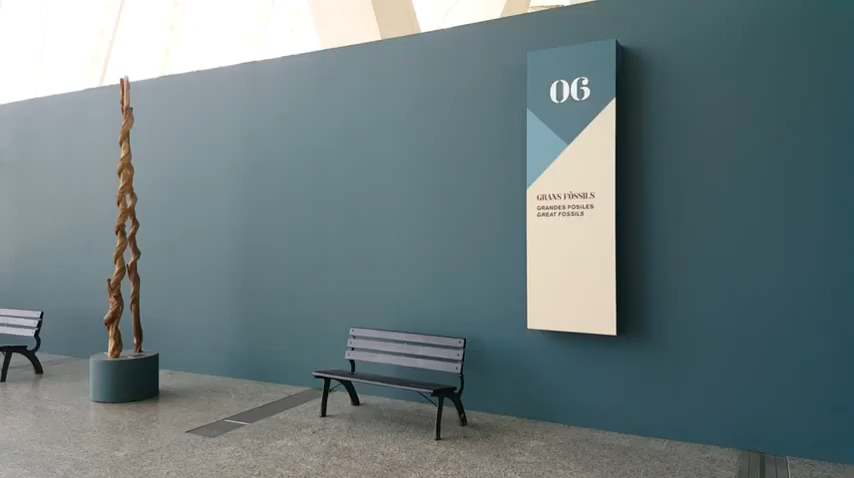 06
GRANS FÒSSILS
GRANDES FÓSILES
GREAT FOSSILS